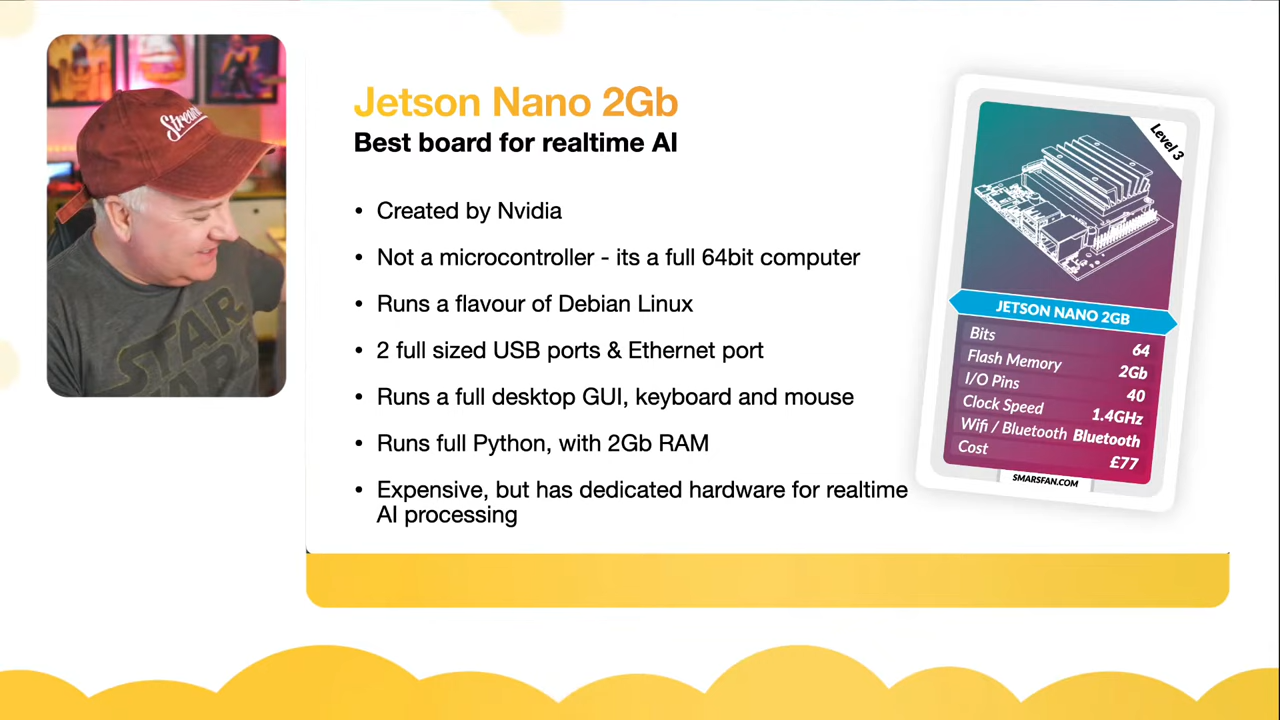 Stream
STAR
WARS
Jetson Nano 2Gb
Best board for realtime AI
• Created by Nvidia
• Not a microcontroller - its a full 64bit computer
• Runs a flavour of Debian Linux
• 2 full sized USB ports & Ethernet port
• Runs a full desktop GUI, keyboard and mouse
• Runs full Python, with 2Gb RAM
• Expensive, but has dedicated hardware for realtime
AI processing
Level 3
JETSON NANO 2GB
Bits 64
Flash Memory 2Gb
I/O Pins 40
Clock Speed 1.4GHz
Wifi / Bluetooth Bluetooth
Cost £77
SMARSFAN.COM